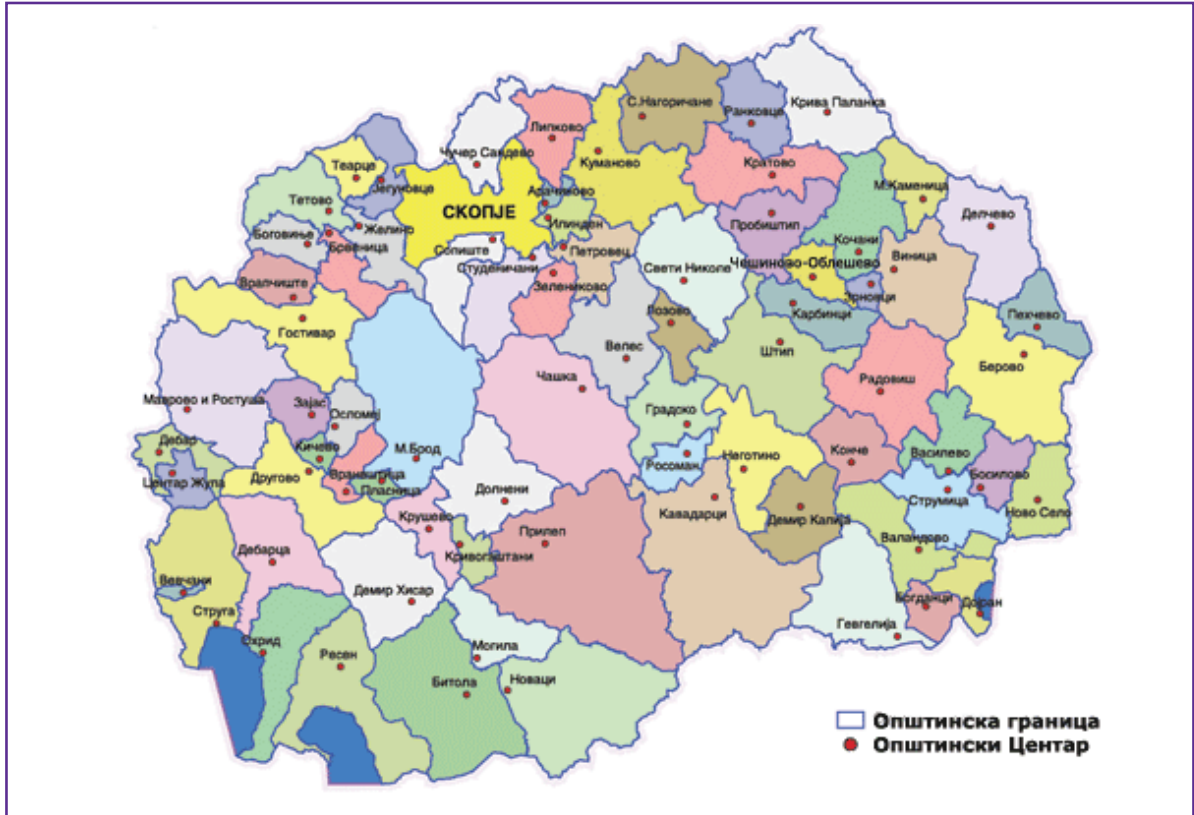 С.Нагоричане
Ранковце
Крива Паланка
Липково
Чучер Сандево
Куманово
Кратово
Теарце
Јегуновце
М.Каменица
Тетово
Арачиново
СКОПЈЕ
Илинден
Пробиштип
Делчево
Желино
Боговиње
Брвеница
Сопиште
Петровец
Кочани
Студеничани
Свети Николе
Чешиново-Облешево
Виница
Врапчиште
Зелениково
Зрновци
Лозово
Карбинци
Пехчево
Гостивар
Велес
Штип
Берово
Чашка
Радовиш
Маврово и Ростуша
Зајас
Осломеј
Градско
Дебар
Кичево
М.Брод
Неготино
Конче
Василево
Центар Жупа
Другово
Вранештица
Росоман
Босилово
Пласница
Долнени
Кавадарци
Демир Капија
Струмица
Ново Село
Крушево
Прилеп
Дебарца
Кривогаштани
Валандово
Вевчани
Демир Хисар
Струга
Богданци
Дојран
Охрид
Ресен
Могила
Гевгелија
Битола
Новаци
Општинска граница
Општински Центар